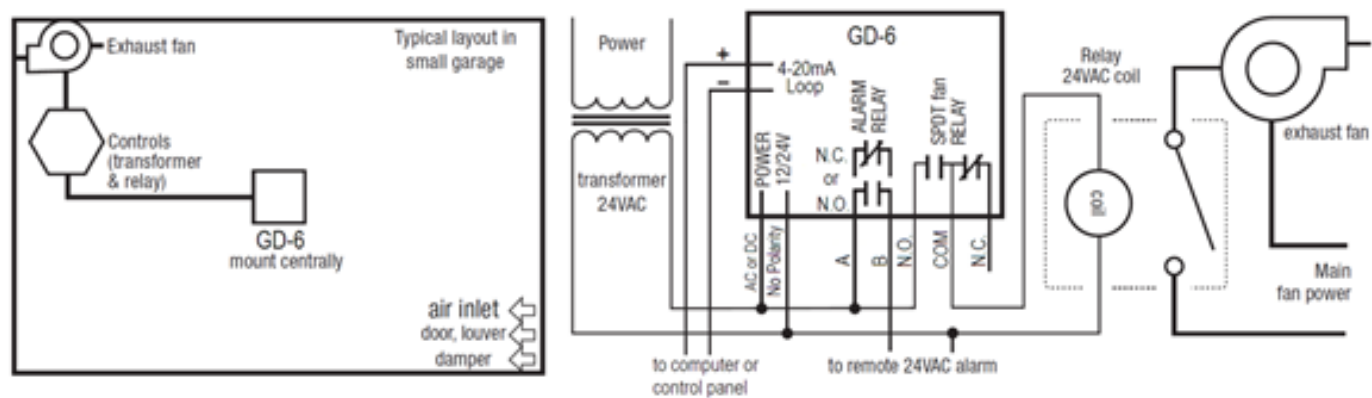 Exhaust fan
Typical layout in
small garage
Controls
(transformer
& relay)
GD-6
mount centrally
air inlet
door, louver
damper
Power
transformer
24VAC
GD-6
+
4-20mA
−
Loop
POWER
12/24V
ALARM
RELAY
SPDT fan
RELAY
N.C.
or
N.O.
AC or DC
No Polarity
A
B
N.O.
COM
N.C.
to computer or
control panel
to remote 24VAC alarm
Relay
24VAC coil
coil
exhaust fan
Main
fan power